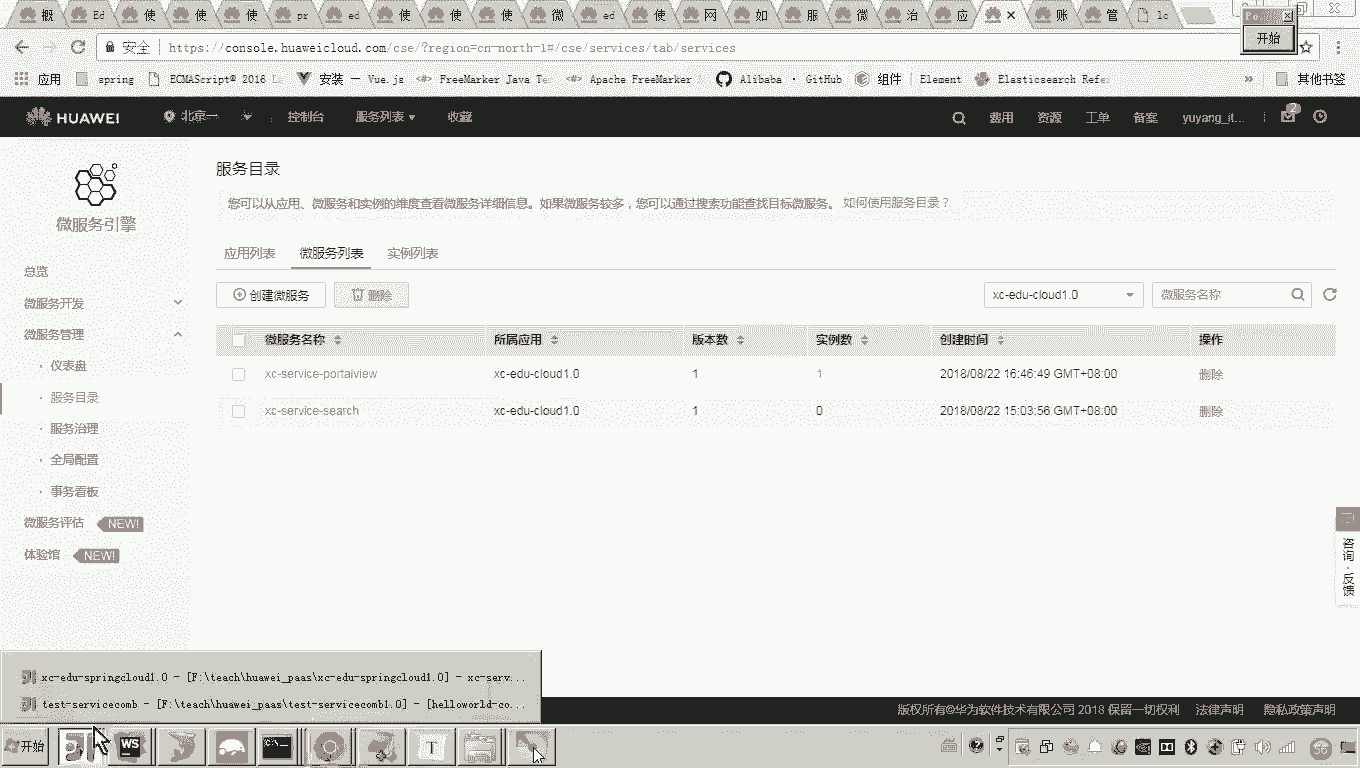 概 Ed 使 使 使 pr ed 使 使 使 微 ed 使 网 如 服 微 治 应 账 管 lc
安全 https://console.huaweicloud.com/cse/?region=cn-north-1#/cse/services/tab/services
开始
应用 spring ECMAScript® 2016 安装 — Vue.js FreeMarker Java Te Apache FreeMarker Alibaba · GitHub 组件 Element Elasticsearch Refe » 其他书签
HUAWEI 北京一 控制台 服务列表 收藏 费用 资源 工单 备案 yuyang_it... 2
微服务引擎
总览
微服务开发
微服务管理
· 仪表盘
· 服务目录
· 服务治理
· 全局配置
· 事务看板
微服务评估 NEW!
体验馆 NEW!
服务目录
您可以从应用、微服务和实例的维度查看微服务详细信息。如果微服务较多，您可以通过搜索功能查找目标微服务。 如何使用服务目录？
应用列表 微服务列表 实例列表
创建微服务 删除 xc-edu-cloud1.0 微服务名称
微服务名称 所属应用 版本数 实例数 创建时间 操作
xc-service-portalview xc-edu-cloud1.0 1 1 2018/08/22 16:46:49 GMT+08:00 删除
xc-service-search xc-edu-cloud1.0 1 0 2018/08/22 15:03:56 GMT+08:00 删除
咨询·反馈
xc-edu-springcloud1.0 - [F:\teach\huawei_paas\xc-edu-springcloud1.0] - xc-serv...
test-servicecomb - [F:\teach\huawei_paas\test-servicecomb1.0] - [helloworld-co...
版权所有©华为软件技术有限公司 2018 保留一切权利 法律声明 隐私政策声明
开始 WS C:\ T